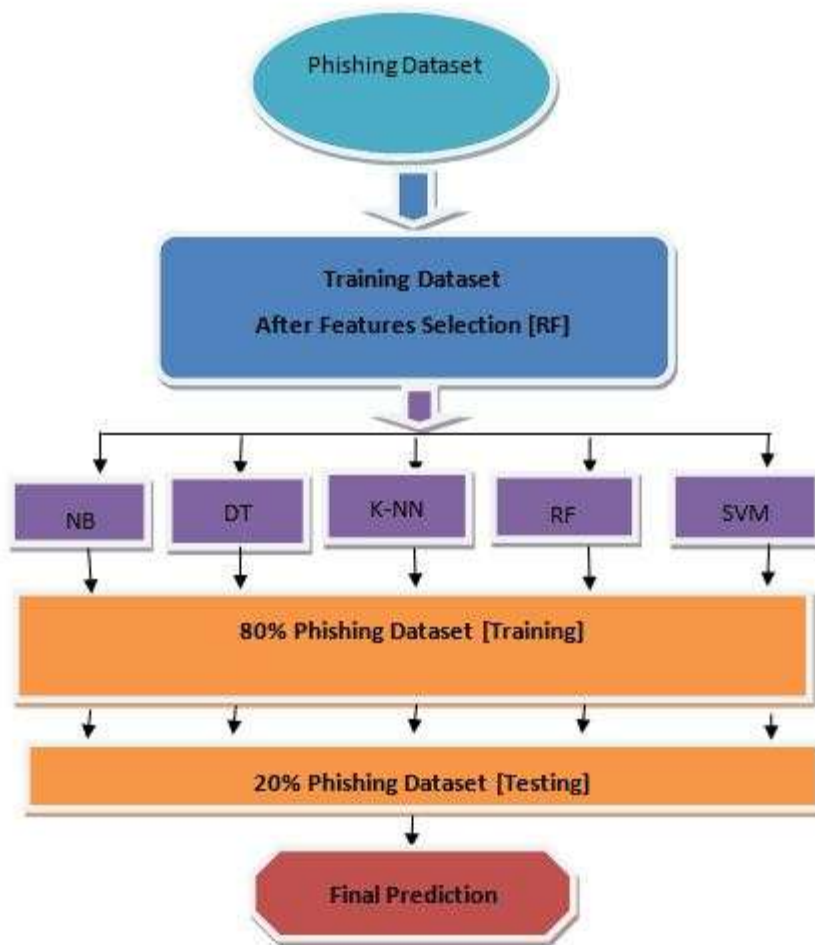 Phishing Dataset
Training Dataset
After Features Selection [RF]
NB
DT
K-NN
RF
SVM
80% Phishing Dataset [Training]
20% Phishing Dataset [Testing]
Final Prediction